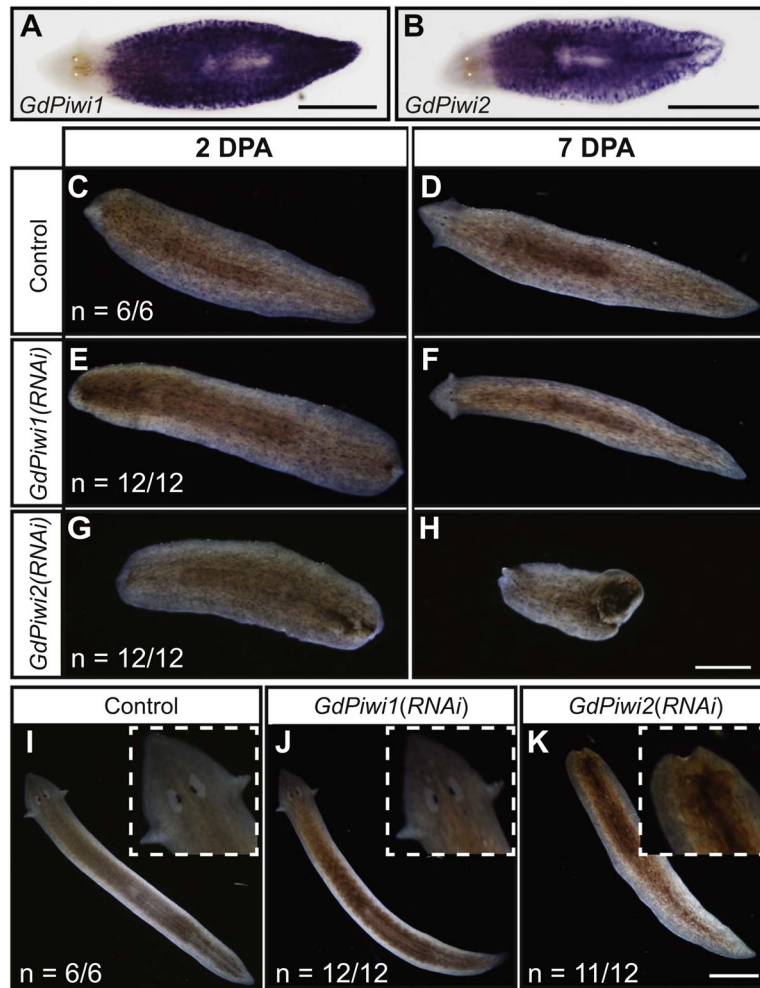 A
GdPiwi1
B
GdPiwi2
2 DPA
7 DPA
Control
C
n = 6/6
D
GdPiwi1(RNAi)
E
n = 12/12
F
GdPiwi2(RNAi)
G
n = 12/12
H
Control
GdPiwi1(RNAi)
GdPiwi2(RNAi)
I
n = 6/6
J
n = 12/12
K
n = 11/12